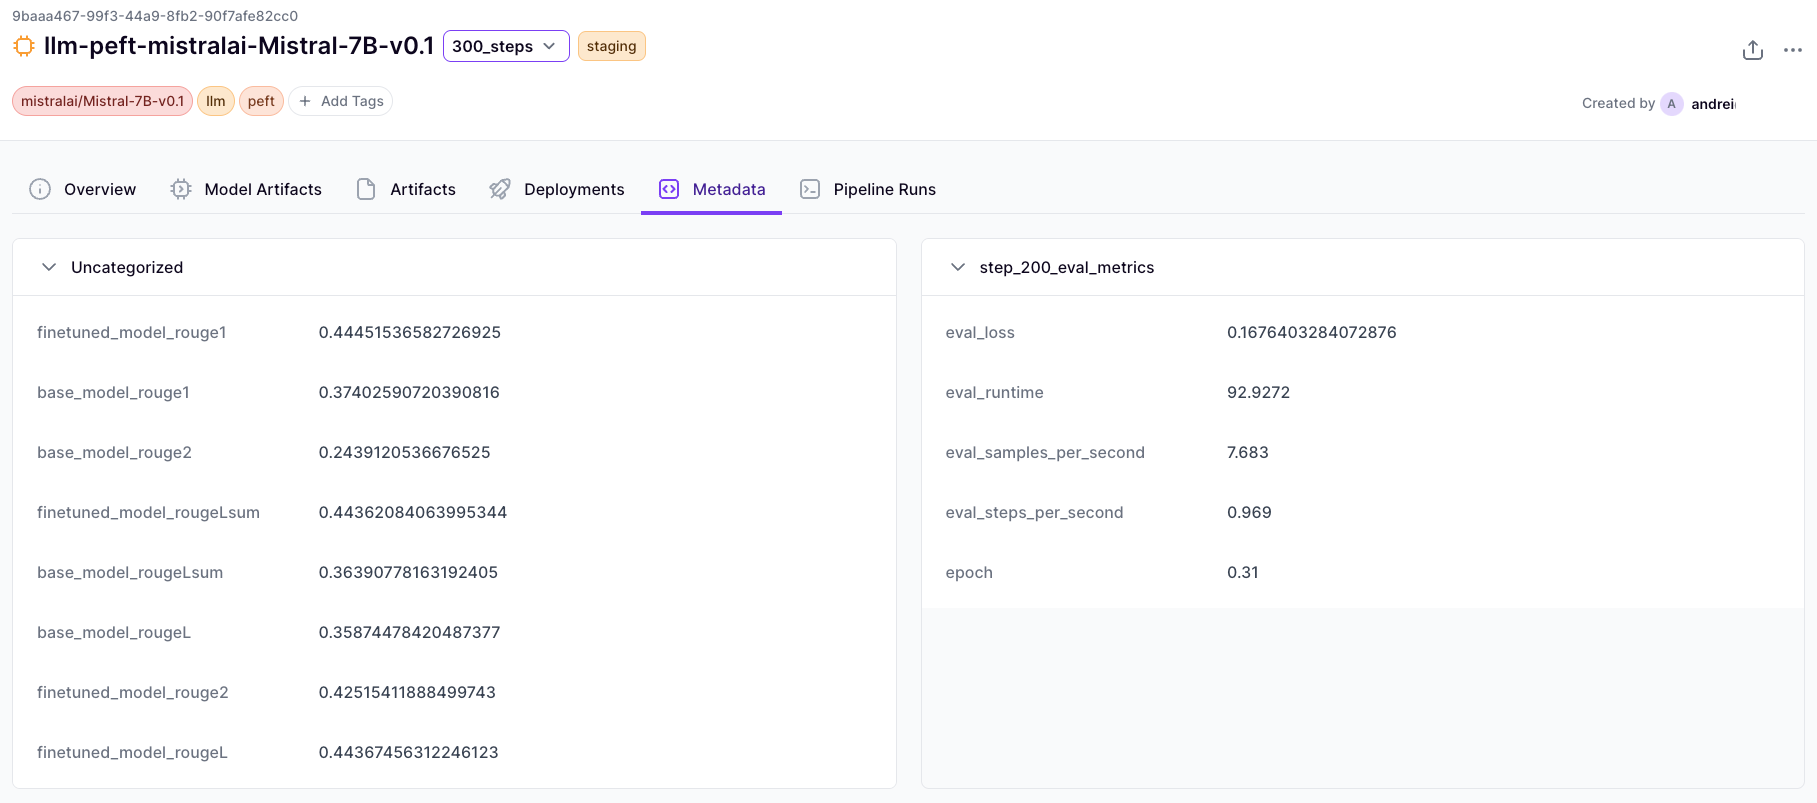 9baaa467-99f3-44a9-8fb2-90f7afe82cc0
llm-peft-mistralai-Mistral-7B-v0.1 300_steps staging
mistralai/Mistral-7B-v0.1 llm peft + Add Tags
Created by A andrei
Overview Model Artifacts Artifacts Deployments Metadata Pipeline Runs
Uncategorized
finetuned_model_rouge1 0.44451536582726925
base_model_rouge1 0.37402590720390816
base_model_rouge2 0.2439120536676525
finetuned_model_rougeLsum 0.44362084063995344
base_model_rougeLsum 0.36390778163192405
base_model_rougeL 0.35874478420487377
finetuned_model_rouge2 0.42515411888499743
finetuned_model_rougeL 0.44367456312246123
step_200_eval_metrics
eval_loss 0.1676403284072876
eval_runtime 92.9272
eval_samples_per_second 7.683
eval_steps_per_second 0.969
epoch 0.31